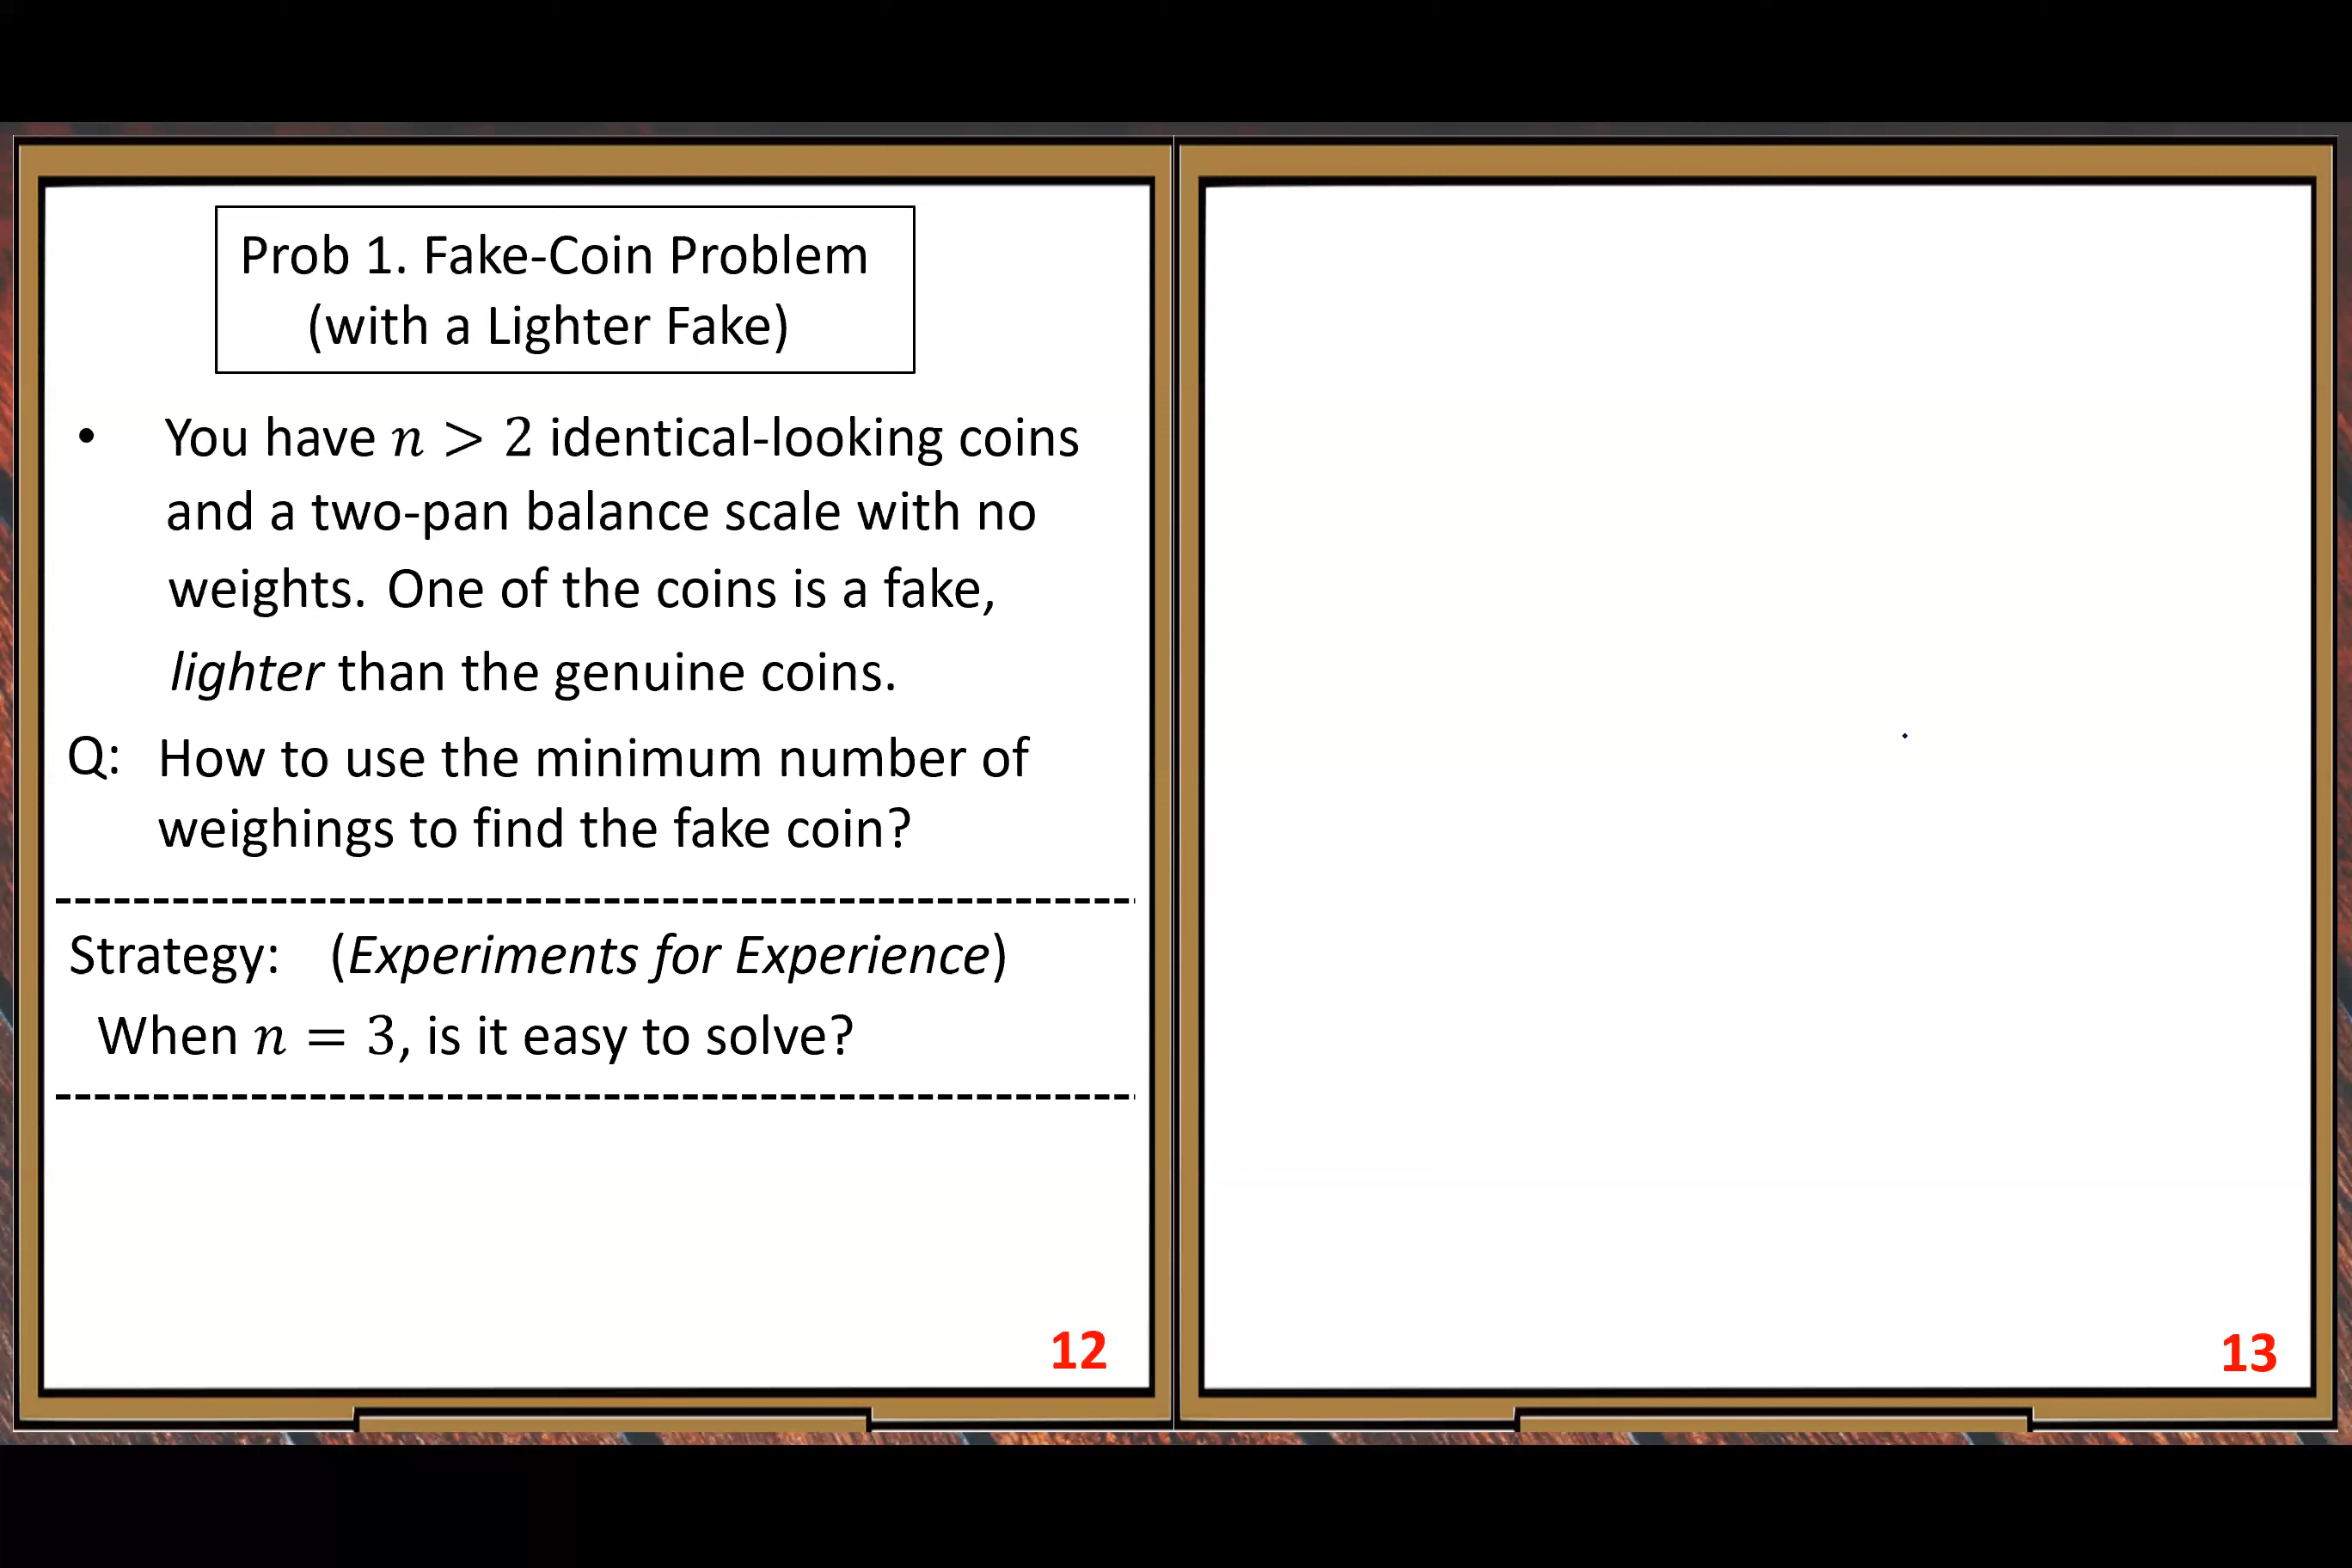 Prob 1. Fake-Coin Problem
(with a Lighter Fake)
• You have n > 2 identical-looking coins
and a two-pan balance scale with no
weights. One of the coins is a fake,
lighter than the genuine coins.
Q: How to use the minimum number of
weighings to find the fake coin?
Strategy: (Experiments for Experience)
When n = 3, is it easy to solve?
12
13